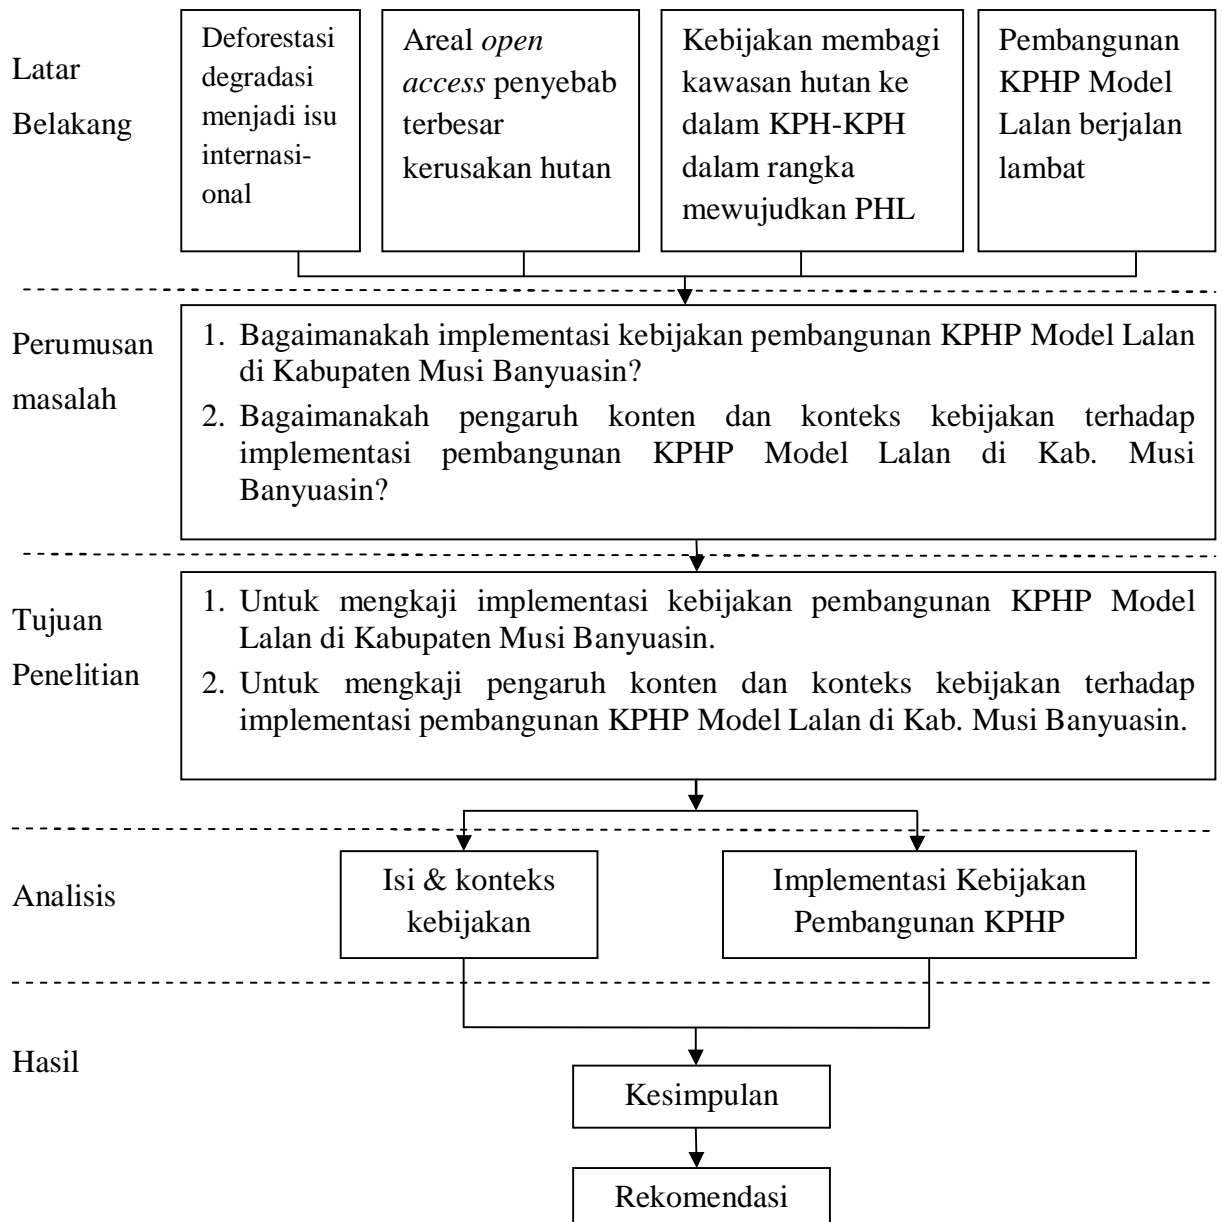 Latar
Belakang
Deforestasi
degradasi
menjadi isu
internasi-
onal
Areal open
access penyebab
terbesar
kerusakan hutan
Kebijakan membagi
kawasan hutan ke
dalam KPH-KPH
dalam rangka
mewujudkan PHL
Pembangunan
KPHP Model
Lalan berjalan
lambat
Perumusan
masalah
1. Bagaimanakah implementasi kebijakan pembangunan KPHP Model Lalan
di Kabupaten Musi Banyuasin?
2. Bagaimanakah pengaruh konten dan konteks kebijakan terhadap
implementasi pembangunan KPHP Model Lalan di Kab. Musi
Banyuasin?
Tujuan
Penelitian
1. Untuk mengkaji implementasi kebijakan pembangunan KPHP Model
Lalan di Kabupaten Musi Banyuasin.
2. Untuk mengkaji pengaruh konten dan konteks kebijakan terhadap
implementasi pembangunan KPHP Model Lalan di Kab. Musi Banyuasin.
Analisis
Isi & konteks
kebijakan
Implementasi Kebijakan
Pembangunan KPHP
Hasil
Kesimpulan
Rekomendasi